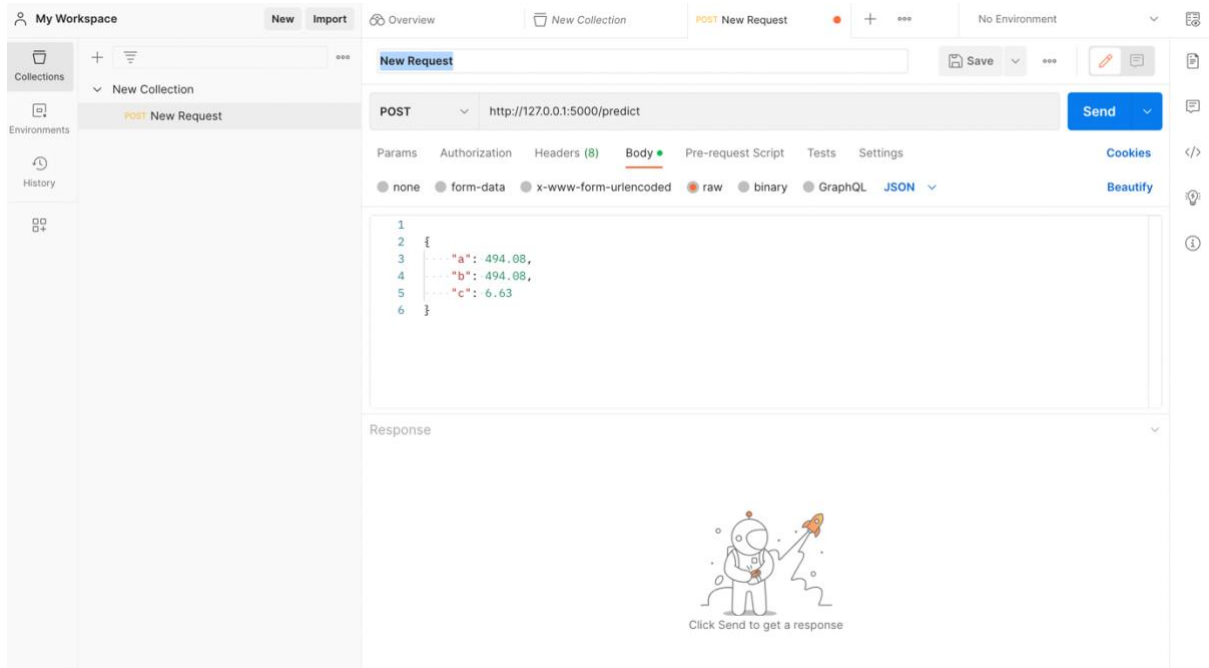 My Workspace New Import Overview New Collection POST New Request No Environment
Collections New Request Save
New Collection
POST New Request POST http://127.0.0.1:5000/predict Send
Environments
Params Authorization Headers (8) Body Pre-request Script Tests Settings Cookies
History
none form-data x-www-form-urlencoded raw binary GraphQL JSON Beautify
1
2 {
3 "a": 494.08,
4 "b": 494.08,
5 "c": 6.63
6 }
Response
Click Send to get a response